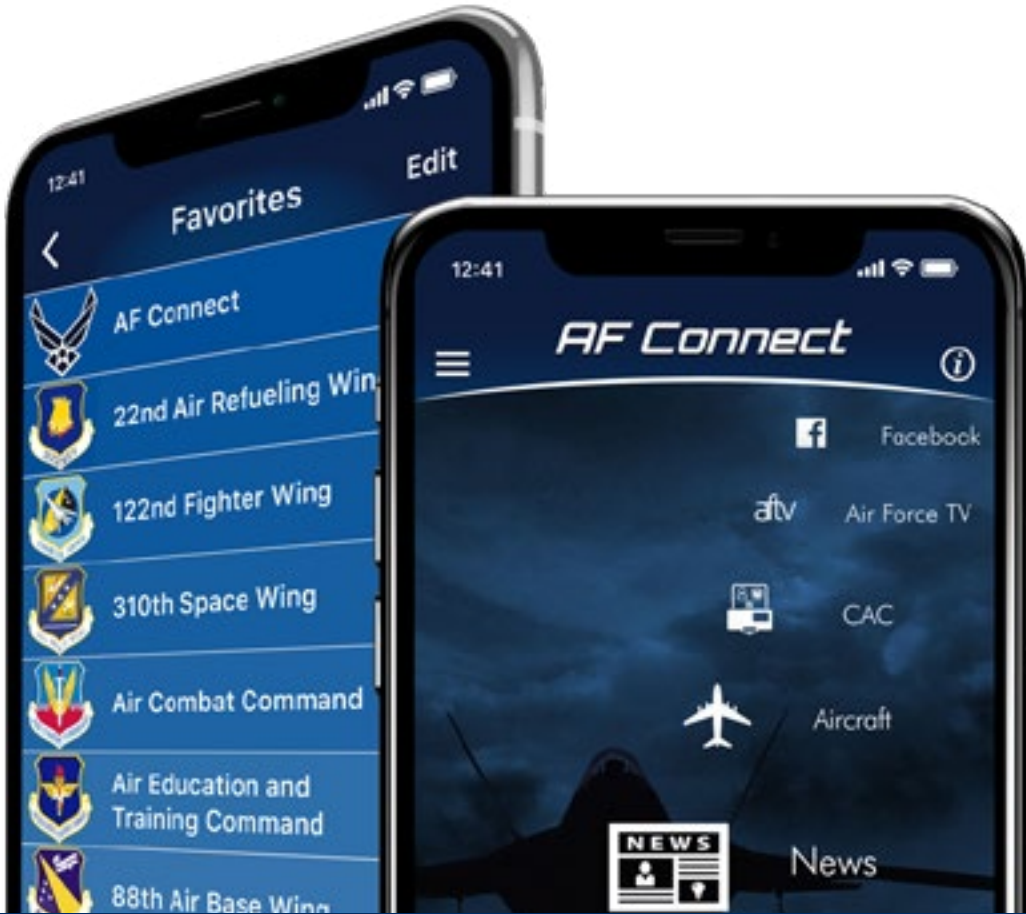 12:41
Edit
Favorites
AF Connect
22nd Air Refueling Win
122nd Fighter Wing
310th Space Wing
Air Combat Command
Air Education and
Training Command
88th Air Base Wing
12:41
AF Connect
f Facebook
aftv Air Force TV
CAC
Aircraft
NEWS
News